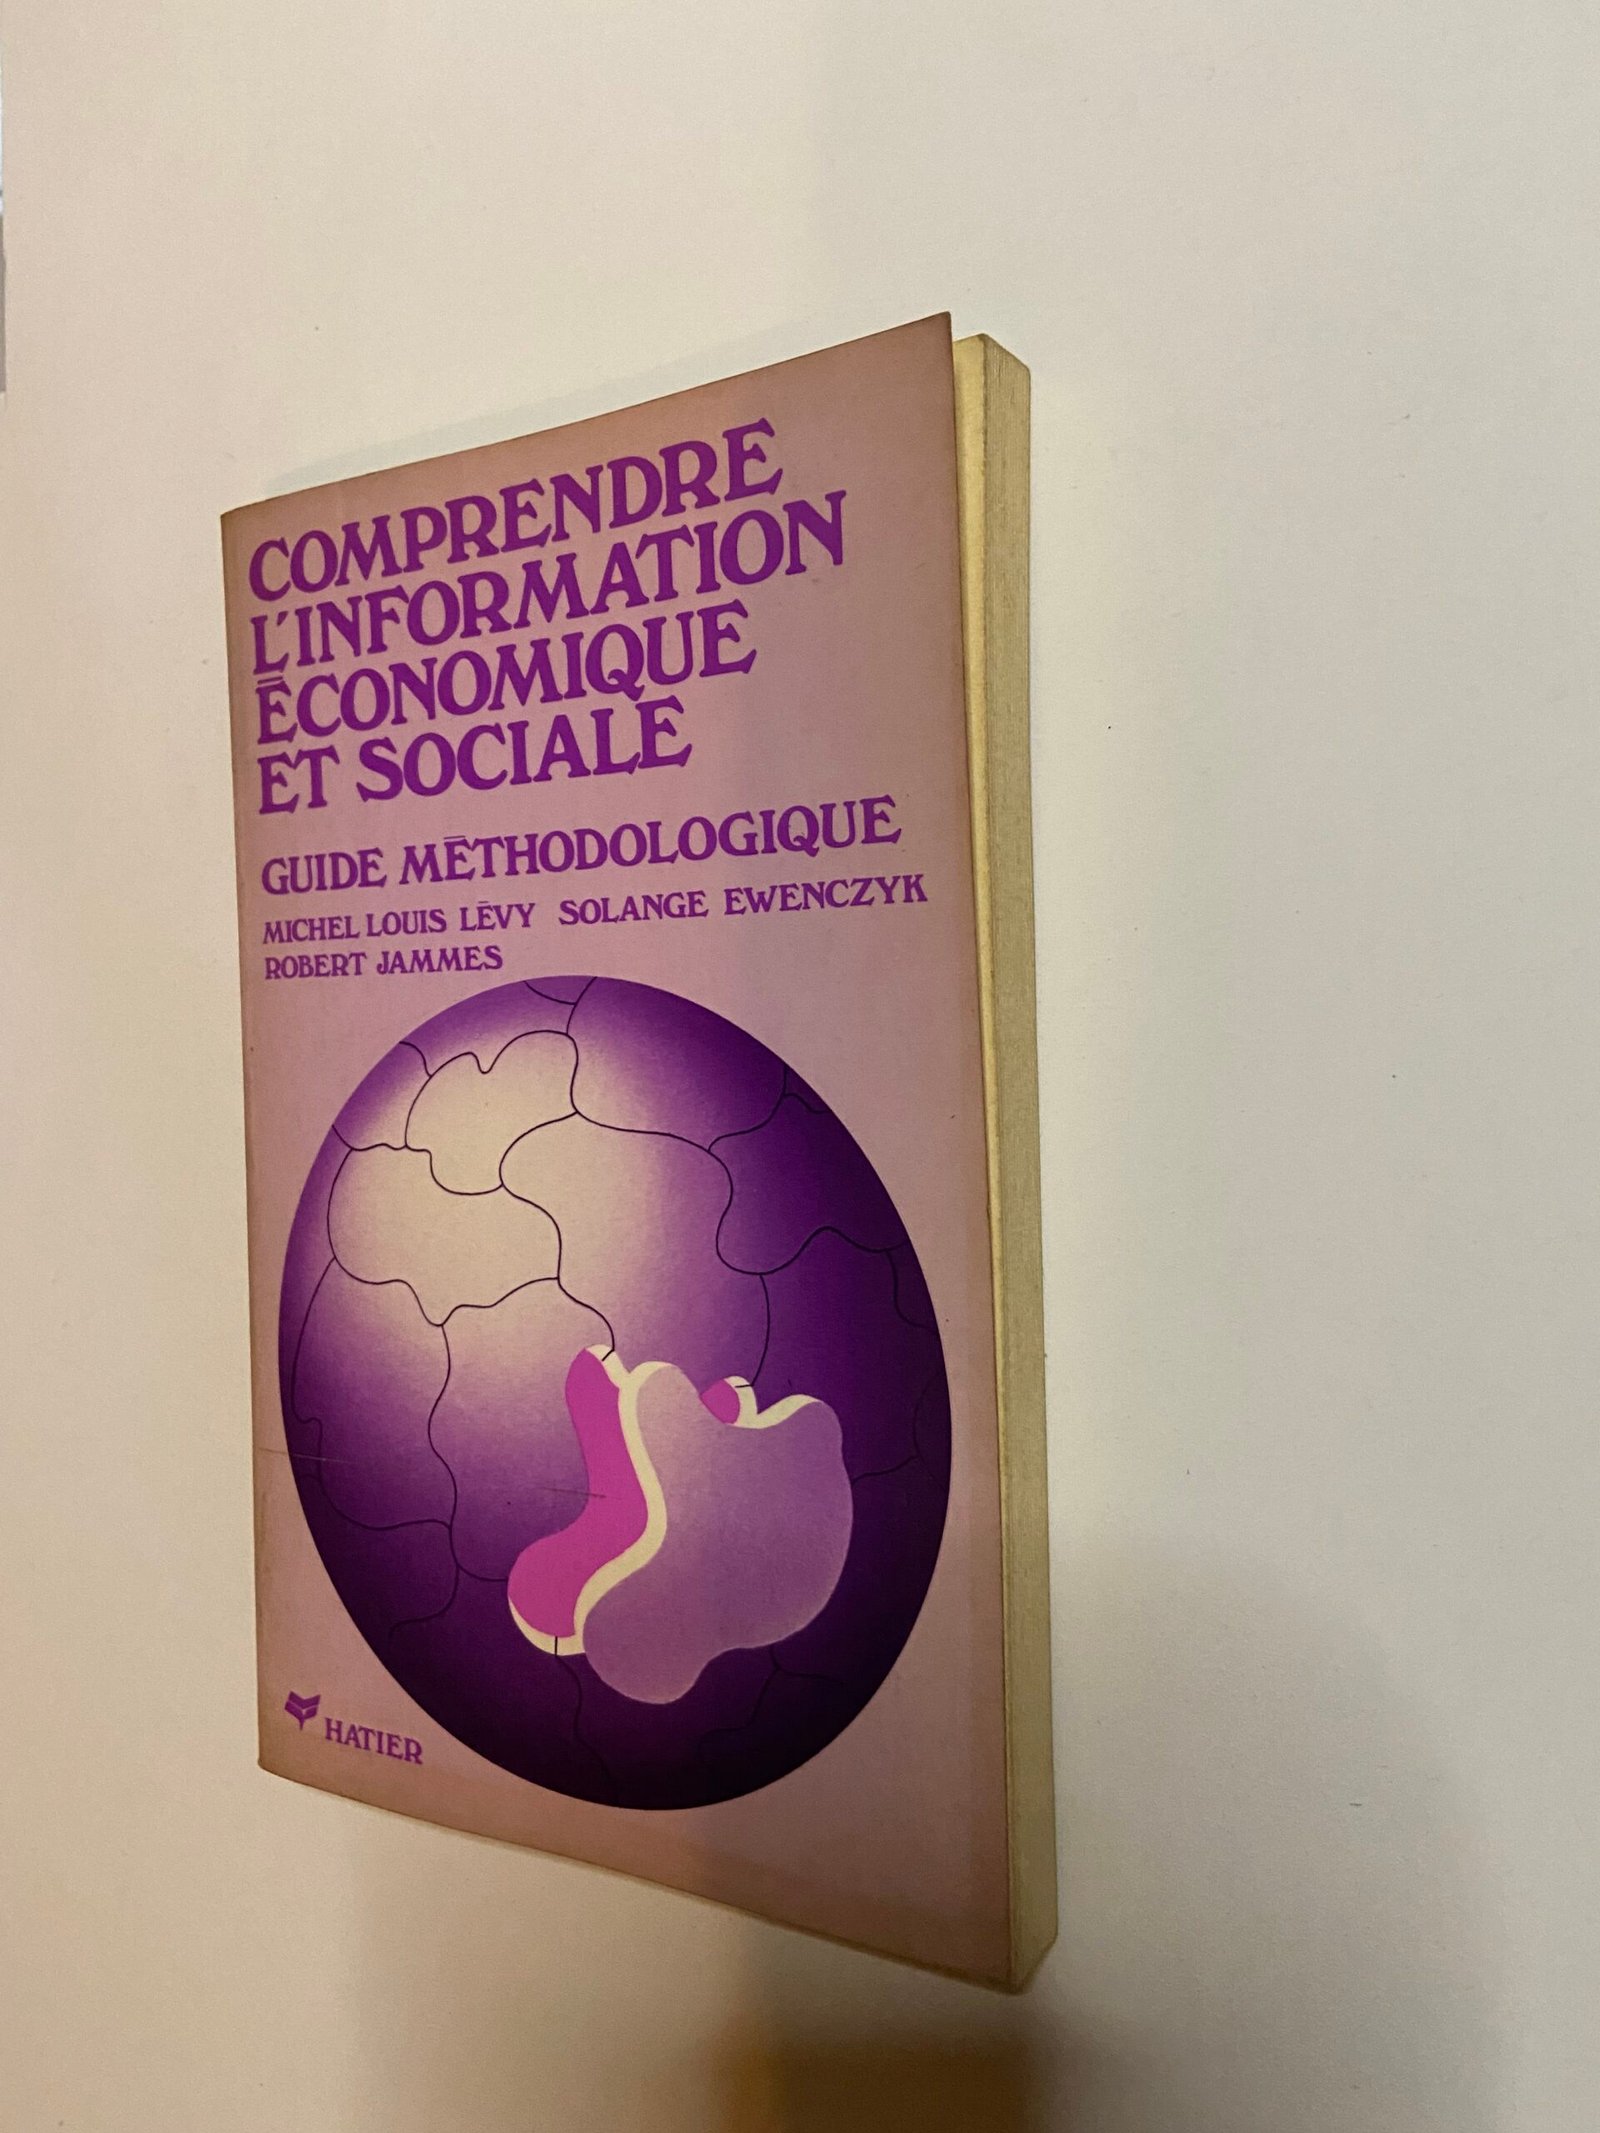 COMPRENDRE
L'INFORMATION
ÉCONOMIQUE
ET SOCIALE
GUIDE MÉTHODOLOGIQUE
MICHEL LOUIS LÉVY SOLANGE EWENCZYK
ROBERT JAMMES
HATIER